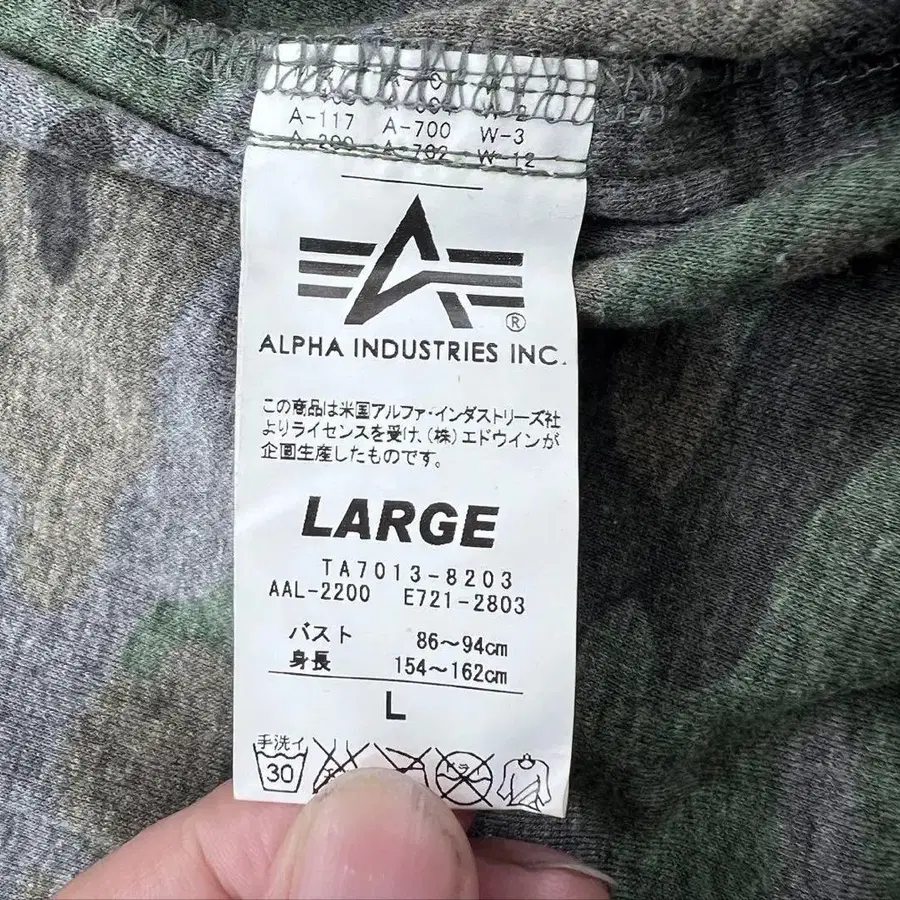 A-117 A-700 W-3
A-200 A-702 W-12
®
ALPHA INDUSTRIES INC.
この商品は米国アルファ・インダストリーズ社
よりライセンスを受け、(株)エドウインが
企画生産したものです。
LARGE
TA7013-8203
AAL-2200 E721-2803
バスト 86〜94cm
身長 154〜162cm
L
手洗イ
30